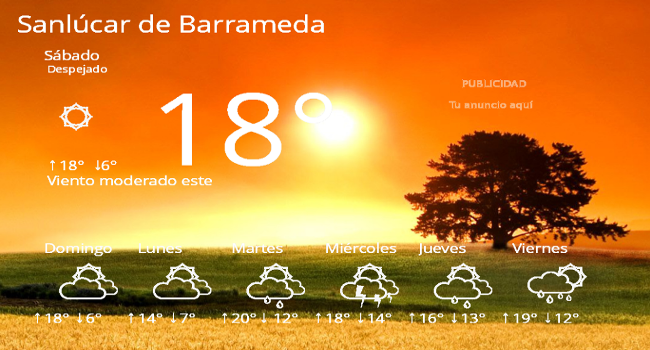 Sanlúcar de Barrameda
Sábado
Despejado
18°
↑18° ↓6°
Viento moderado este
PUBLICIDAD
Tu anuncio aquí
Domingo Lunes Martes Miércoles Jueves Viernes
↑18° ↓6° ↑14° ↓7° ↑20° ↓12° ↑18° ↓14° ↑16° ↓13° ↑19° ↓12°